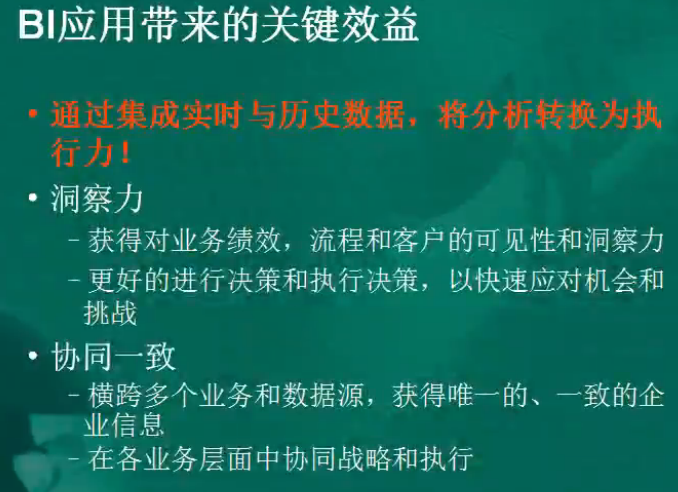 BI应用带来的关键效益
• 通过集成实时与历史数据，将分析转换为执
行力！
• 洞察力
– 获得对业务绩效，流程和客户的可见性和洞察力
– 更好的进行决策和执行决策，以快速应对机会和
挑战
• 协同一致
– 横跨多个业务和数据源，获得唯一的、一致的企
业信息
– 在各业务层面中协同战略和执行